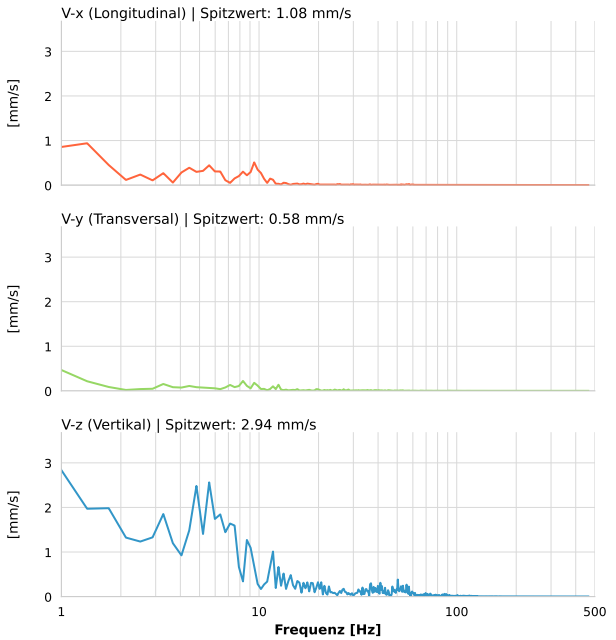 V-x (Longitudinal) | Spitzwert: 1.08 mm/s
3
2
1
0
[mm/s]
V-y (Transversal) | Spitzwert: 0.58 mm/s
3
2
1
0
[mm/s]
V-z (Vertikal) | Spitzwert: 2.94 mm/s
3
2
1
0
[mm/s]
1 10 100 500
Frequenz [Hz]